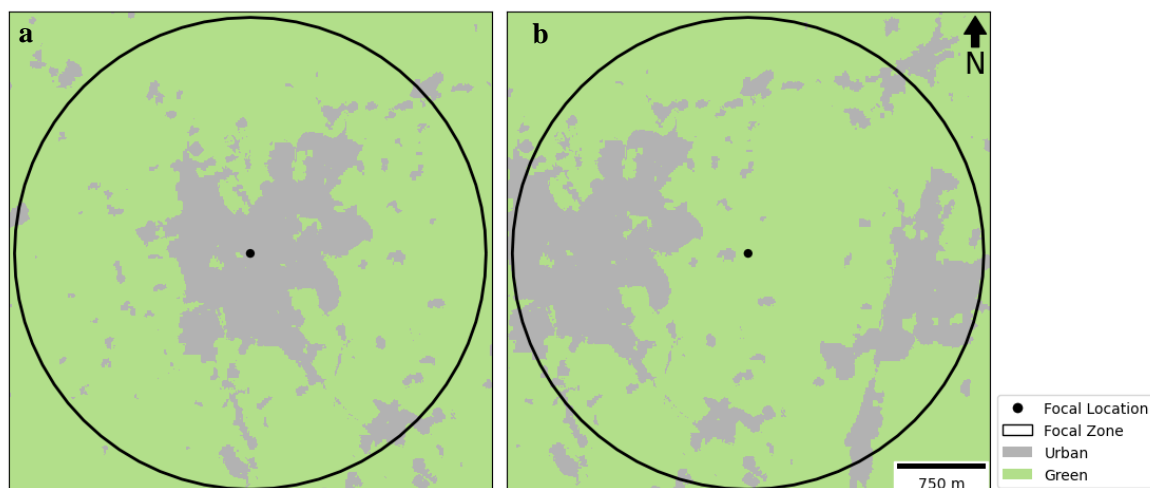 a
b
N
750 m
Focal Location
Focal Zone
Urban
Green